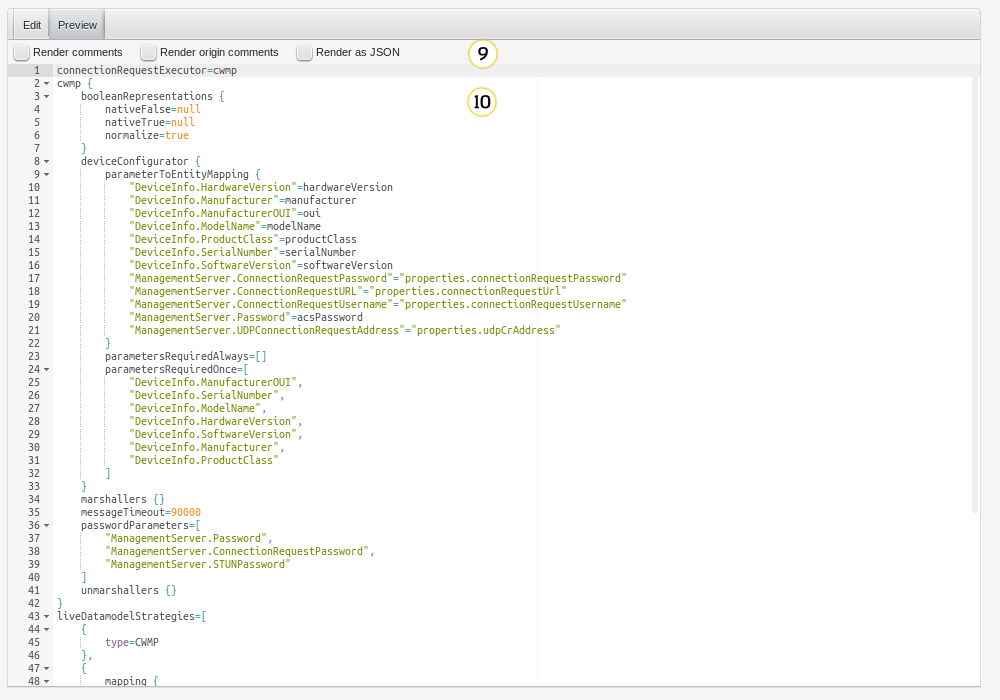 Edit Preview
Render comments Render origin comments Render as JSON 9
1 connectionRequestExecutor=cwmp
2 cwmp {
10
3 booleanRepresentations {
4 nativeFalse=null
5 nativeTrue=null
6 normalize=true
7 }
8 deviceConfigurator {
9 parameterToEntityMapping {
10 "DeviceInfo.HardwareVersion"=hardwareVersion
11 "DeviceInfo.Manufacturer"=manufacturer
12 "DeviceInfo.ManufacturerOUI"=oui
13 "DeviceInfo.ModelName"=modelName
14 "DeviceInfo.ProductClass"=productClass
15 "DeviceInfo.SerialNumber"=serialNumber
16 "DeviceInfo.SoftwareVersion"=softwareVersion
17 "ManagementServer.ConnectionRequestPassword"="properties.connectionRequestPassword"
18 "ManagementServer.ConnectionRequestURL"="properties.connectionRequestUrl"
19 "ManagementServer.ConnectionRequestUsername"="properties.connectionRequestUsername"
20 "ManagementServer.Password"=acsPassword
21 "ManagementServer.UDPConnectionRequestAddress"="properties.udpCrAddress"
22 }
23 parametersRequiredAlways=[]
24 parametersRequiredOnce=[
25 "DeviceInfo.ManufacturerOUI",
26 "DeviceInfo.SerialNumber",
27 "DeviceInfo.ModelName",
28 "DeviceInfo.HardwareVersion",
29 "DeviceInfo.SoftwareVersion",
30 "DeviceInfo.Manufacturer",
31 "DeviceInfo.ProductClass"
32 ]
33 }
34 marshallers {}
35 messageTimeout=90000
36 passwordParameters=[
37 "ManagementServer.Password",
38 "ManagementServer.ConnectionRequestPassword",
39 "ManagementServer.STUNPassword"
40 ]
41 unmarshallers {}
42 }
43 liveDatamodelStrategies=[
44 {
45 type=CWMP
46 },
47 {
48 mapping {